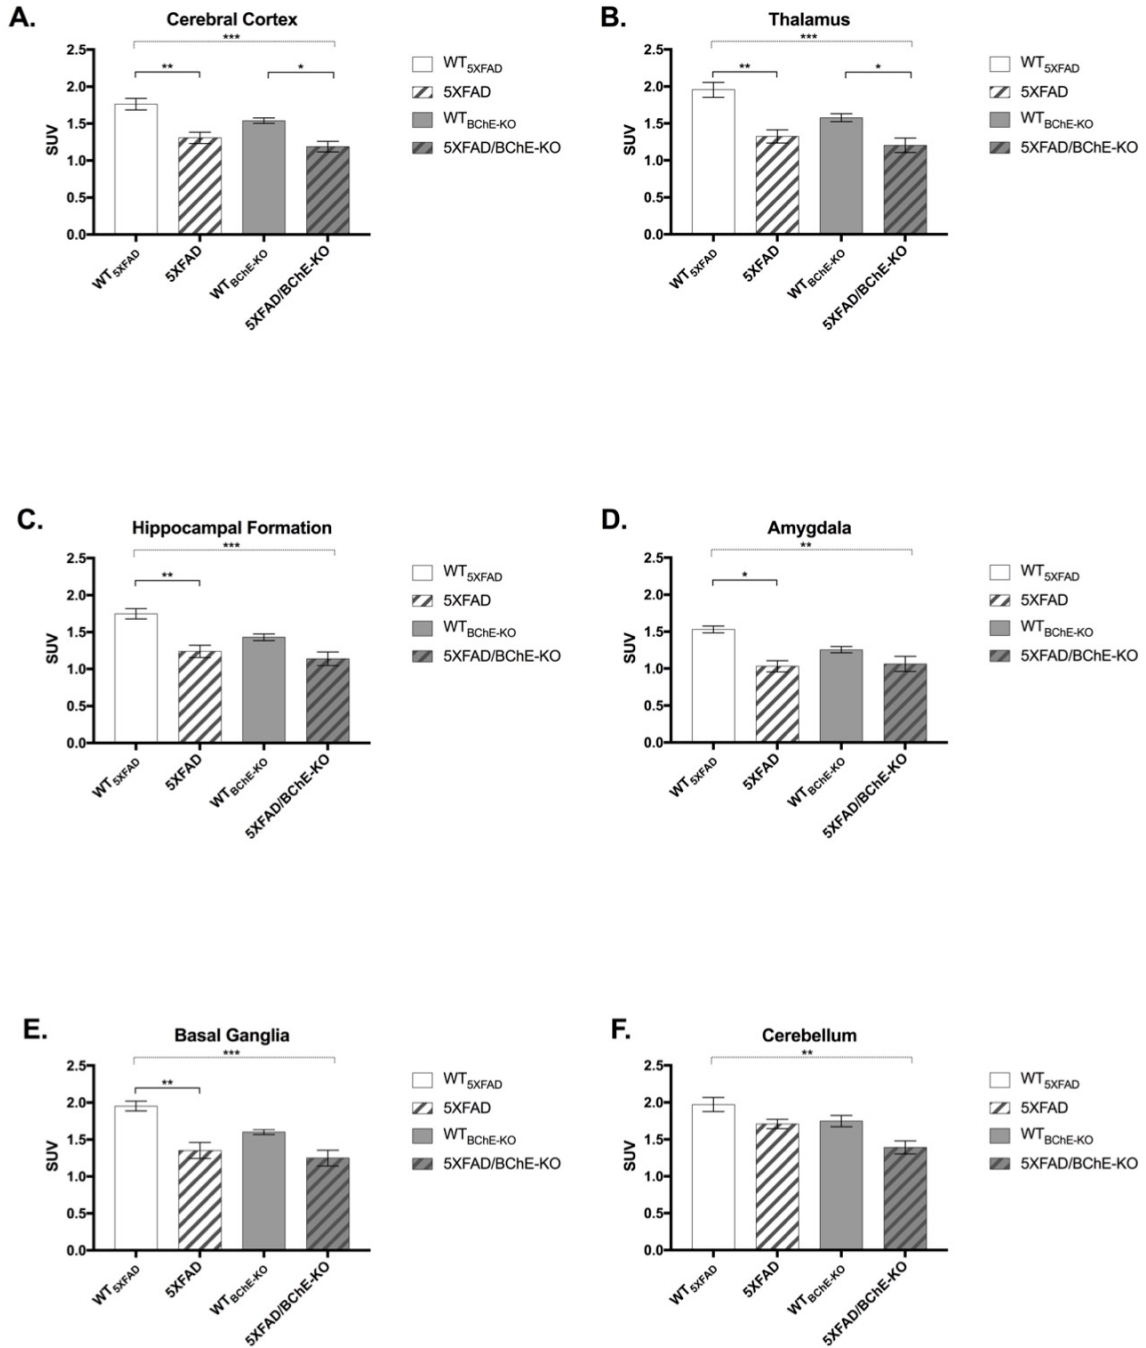 A.
Cerebral Cortex
***
**
*
2.5
2.0
1.5
1.0
0.5
0.0
SUV
WT5XFAD
5XFAD
WTBChE-KO
5XFAD/BChE-KO
WT5XFAD
5XFAD
WTBChE-KO
5XFAD/BChE-KO
B.
Thalamus
***
**
*
2.5
2.0
1.5
1.0
0.5
0.0
SUV
WT5XFAD
5XFAD
WTBChE-KO
5XFAD/BChE-KO
WT5XFAD
5XFAD
WTBChE-KO
5XFAD/BChE-KO
C.
Hippocampal Formation
***
**
2.5
2.0
1.5
1.0
0.5
0.0
SUV
WT5XFAD
5XFAD
WTBChE-KO
5XFAD/BChE-KO
WT5XFAD
5XFAD
WTBChE-KO
5XFAD/BChE-KO
D.
Amygdala
**
*
2.5
2.0
1.5
1.0
0.5
0.0
SUV
WT5XFAD
5XFAD
WTBChE-KO
5XFAD/BChE-KO
WT5XFAD
5XFAD
WTBChE-KO
5XFAD/BChE-KO
E.
Basal Ganglia
***
**
2.5
2.0
1.5
1.0
0.5
0.0
SUV
WT5XFAD
5XFAD
WTBChE-KO
5XFAD/BChE-KO
WT5XFAD
5XFAD
WTBChE-KO
5XFAD/BChE-KO
F.
Cerebellum
**
2.5
2.0
1.5
1.0
0.5
0.0
SUV
WT5XFAD
5XFAD
WTBChE-KO
5XFAD/BChE-KO
WT5XFAD
5XFAD
WTBChE-KO
5XFAD/BChE-KO